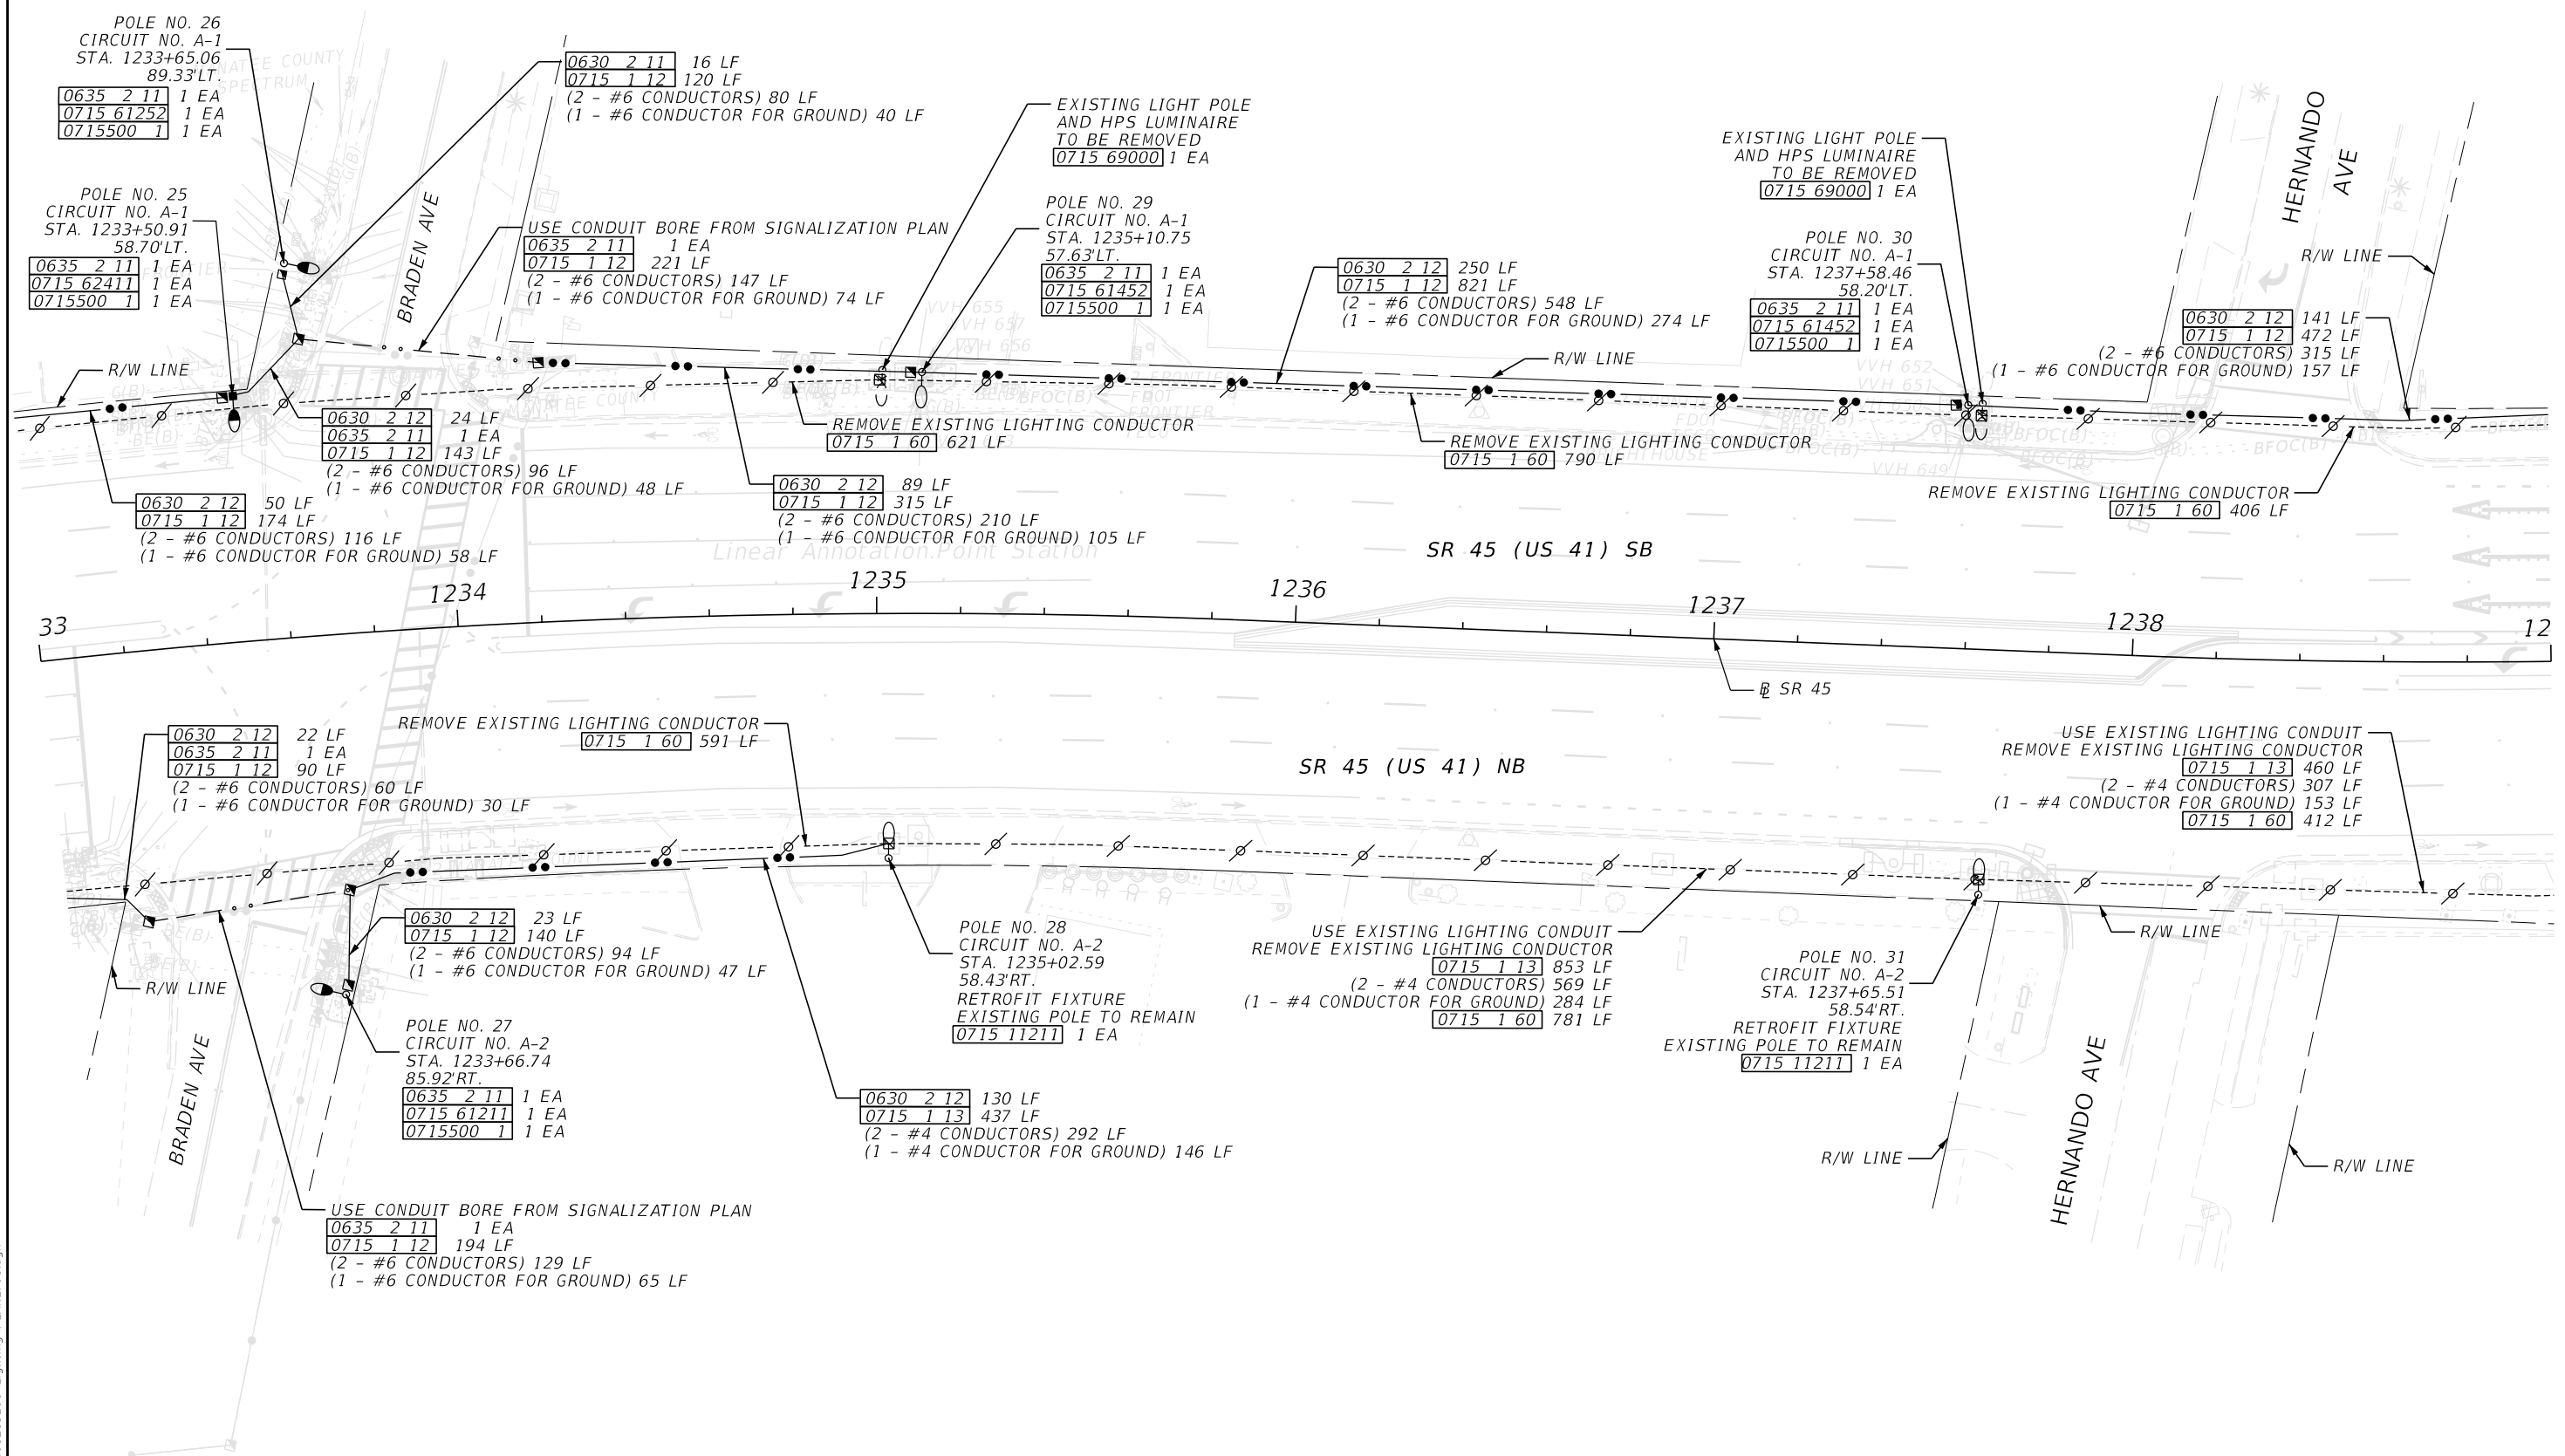 POLE NO. 26
CIRCUIT NO. A-1
STA. 1233+65.06
89.33'LT.
0635 2 11 1 EA
0715 61252 1 EA
0715500 1 1 EA
0630 2 11 16 LF
0715 1 12 120 LF
(2 - #6 CONDUCTORS) 80 LF
(1 - #6 CONDUCTOR FOR GROUND) 40 LF
EXISTING LIGHT POLE
AND HPS LUMINAIRE
TO BE REMOVED
0715 69000 1 EA
EXISTING LIGHT POLE
AND HPS LUMINAIRE
TO BE REMOVED
0715 69000 1 EA
HERNANDO
AVE
POLE NO. 25
CIRCUIT NO. A-1
STA. 1233+50.91
58.70'LT.
0635 2 11 1 EA
0715 62411 1 EA
0715500 1 1 EA
BRADEN AVE
USE CONDUIT BORE FROM SIGNALIZATION PLAN
0635 2 11 1 EA
0715 1 12 221 LF
(2 - #6 CONDUCTORS) 147 LF
(1 - #6 CONDUCTOR FOR GROUND) 74 LF
POLE NO. 29
CIRCUIT NO. A-1
STA. 1235+10.75
57.63'LT.
0635 2 11 1 EA
0715 61452 1 EA
0715500 1 1 EA
0630 2 12 250 LF
0715 1 12 821 LF
(2 - #6 CONDUCTORS) 548 LF
(1 - #6 CONDUCTOR FOR GROUND) 274 LF
POLE NO. 30
CIRCUIT NO. A-1
STA. 1237+58.46
58.20'LT.
0635 2 11 1 EA
0715 61452 1 EA
0715500 1 1 EA
R/W LINE
0630 2 12 141 LF
0715 1 12 472 LF
(2 - #6 CONDUCTORS) 315 LF
(1 - #6 CONDUCTOR FOR GROUND) 157 LF
R/W LINE
R/W LINE
VVH 655
VVH 657
VVH 656
VVH 652
VVH 651
VVH 649
0630 2 12 24 LF
0635 2 11 1 EA
0715 1 12 143 LF
(2 - #6 CONDUCTORS) 96 LF
(1 - #6 CONDUCTOR FOR GROUND) 48 LF
REMOVE EXISTING LIGHTING CONDUCTOR
0715 1 60 621 LF
REMOVE EXISTING LIGHTING CONDUCTOR
0715 1 60 790 LF
0630 2 12 50 LF
0715 1 12 174 LF
(2 - #6 CONDUCTORS) 116 LF
(1 - #6 CONDUCTOR FOR GROUND) 58 LF
0630 2 12 89 LF
0715 1 12 315 LF
(2 - #6 CONDUCTORS) 210 LF
(1 - #6 CONDUCTOR FOR GROUND) 105 LF
REMOVE EXISTING LIGHTING CONDUCTOR
0715 1 60 406 LF
Linear Annotation.Point Station
SR 45 (US 41) SB
33
1234
1235
1236
1237
1238
12
BL SR 45
0630 2 12 22 LF
0635 2 11 1 EA
0715 1 12 90 LF
(2 - #6 CONDUCTORS) 60 LF
(1 - #6 CONDUCTOR FOR GROUND) 30 LF
REMOVE EXISTING LIGHTING CONDUCTOR
0715 1 60 591 LF
SR 45 (US 41) NB
USE EXISTING LIGHTING CONDUIT
REMOVE EXISTING LIGHTING CONDUCTOR
0715 1 13 460 LF
(2 - #4 CONDUCTORS) 307 LF
(1 - #4 CONDUCTOR FOR GROUND) 153 LF
0715 1 60 412 LF
0630 2 12 23 LF
0715 1 12 140 LF
(2 - #6 CONDUCTORS) 94 LF
(1 - #6 CONDUCTOR FOR GROUND) 47 LF
R/W LINE
POLE NO. 28
CIRCUIT NO. A-2
STA. 1235+02.59
58.43'RT.
RETROFIT FIXTURE
EXISTING POLE TO REMAIN
0715 11211 1 EA
USE EXISTING LIGHTING CONDUIT
REMOVE EXISTING LIGHTING CONDUCTOR
0715 1 13 853 LF
(2 - #4 CONDUCTORS) 569 LF
(1 - #4 CONDUCTOR FOR GROUND) 284 LF
0715 1 60 781 LF
POLE NO. 31
CIRCUIT NO. A-2
STA. 1237+65.51
58.54'RT.
RETROFIT FIXTURE
EXISTING POLE TO REMAIN
0715 11211 1 EA
R/W LINE
BRADEN AVE
POLE NO. 27
CIRCUIT NO. A-2
STA. 1233+66.74
85.92'RT.
0635 2 11 1 EA
0715 61211 1 EA
0715500 1 1 EA
0630 2 12 130 LF
0715 1 13 437 LF
(2 - #4 CONDUCTORS) 292 LF
(1 - #4 CONDUCTOR FOR GROUND) 146 LF
R/W LINE
HERNANDO AVE
R/W LINE
USE CONDUIT BORE FROM SIGNALIZATION PLAN
0635 2 11 1 EA
0715 1 12 194 LF
(2 - #6 CONDUCTORS) 129 LF
(1 - #6 CONDUCTOR FOR GROUND) 65 LF